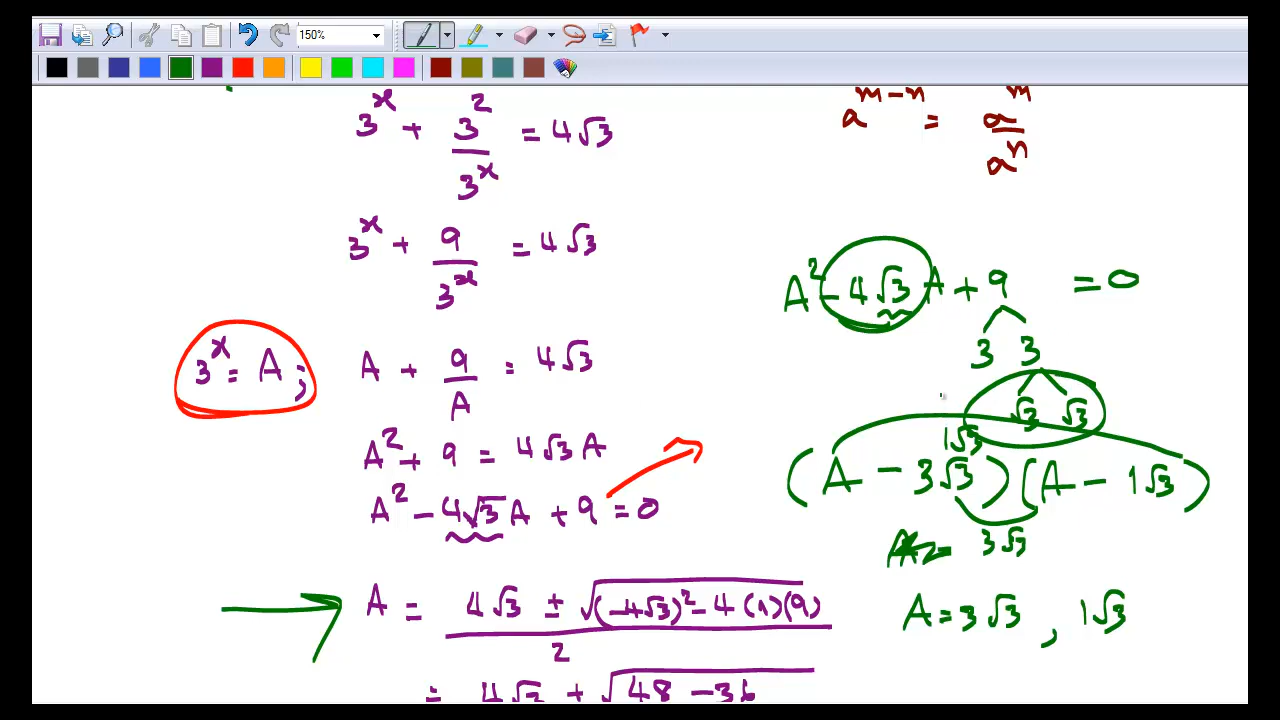 150%
3^x + 3^2/3^x = 4√3
a^(m-n) = a^m/a^n
3^x + 9/3^x = 4√3
3^x = A;
A + 9/A = 4√3
A^2 + 9 = 4√3 A
A^2 - 4√3 A + 9 = 0
A = (4√3 ± √((-4√3)^2 - 4(1)(9)))/2
= 4√3 ± √(48 - 36
A^2 - 4√3 A + 9 = 0
3 3
√3 √3
1√3
(A - 3√3)(A - 1√3)
3√3
A = 3√3, 1√3